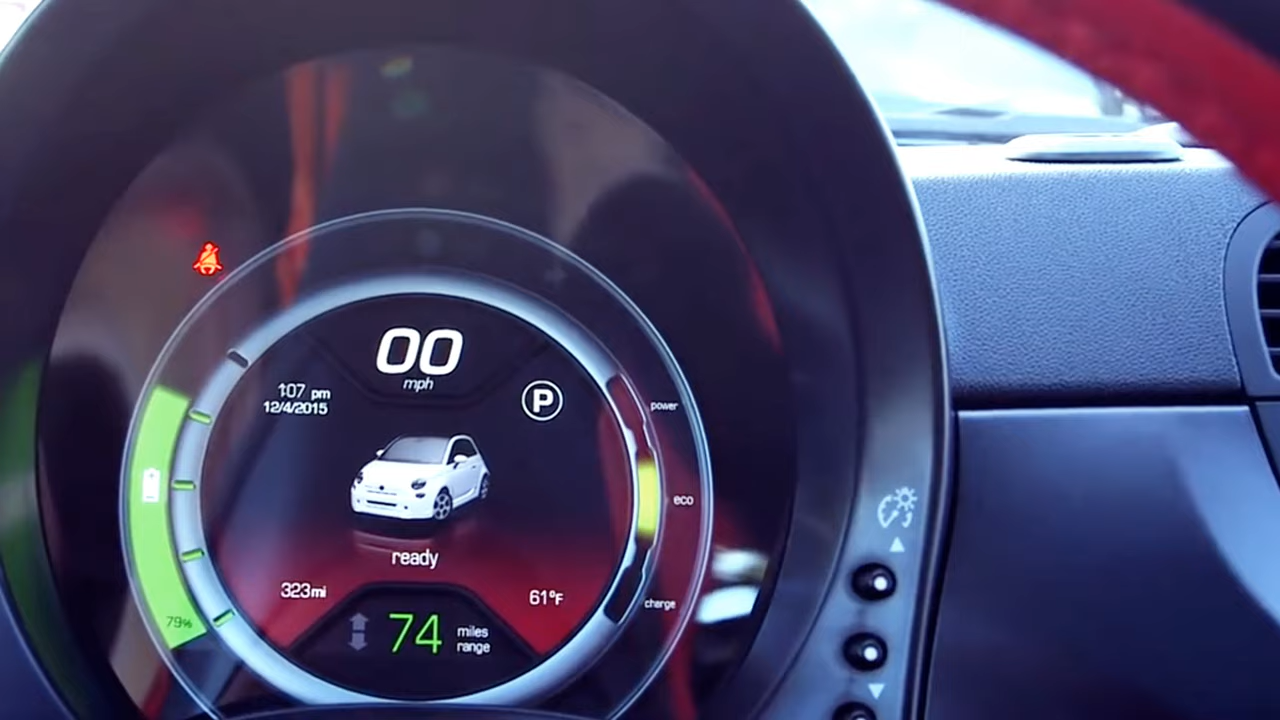 00
mph
1:07 pm
12/4/2015
P
power
eco
ready
323mi
61°F
charge
79%
74
miles
range